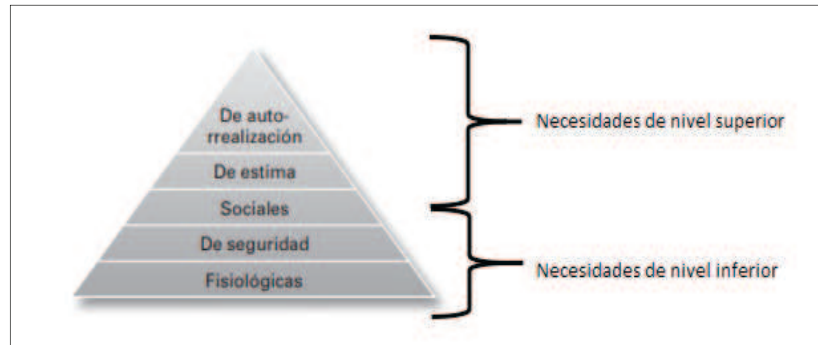 De auto-
rrealización
De estima
Sociales
De seguridad
Fisiológicas
Necesidades de nivel superior
Necesidades de nivel inferior